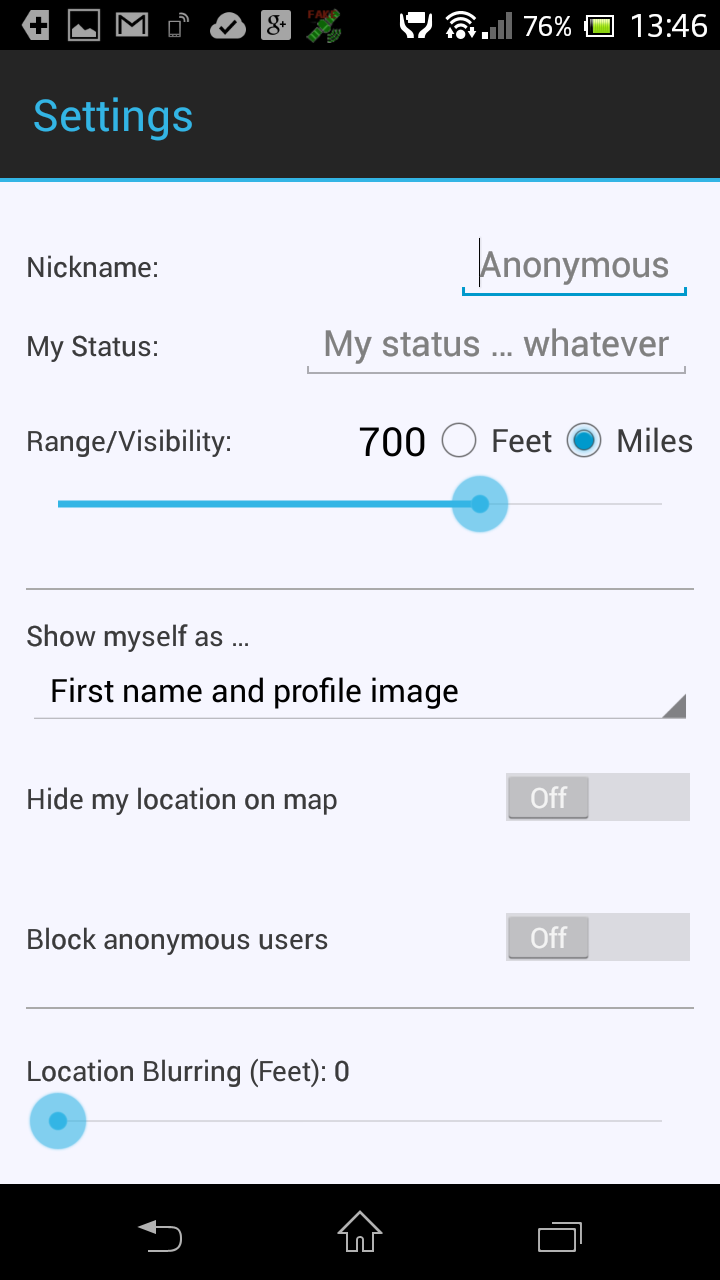 FAKE
g+
76% 13:46
Settings
Nickname: Anonymous
My Status: My status ... whatever
Range/Visibility: 700 Feet Miles
Show myself as ...
First name and profile image
Hide my location on map Off
Block anonymous users Off
Location Blurring (Feet): 0